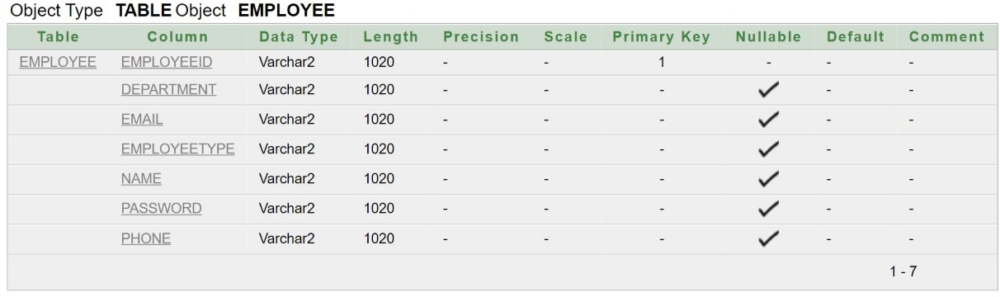 Object Type TABLE Object EMPLOYEE
Table Column Data Type Length Precision Scale Primary Key Nullable Default Comment
EMPLOYEE EMPLOYEEID Varchar2 1020 - - 1 - - -
DEPARTMENT Varchar2 1020 - - - ✓ - -
EMAIL Varchar2 1020 - - - ✓ - -
EMPLOYEETYPE Varchar2 1020 - - - ✓ - -
NAME Varchar2 1020 - - - ✓ - -
PASSWORD Varchar2 1020 - - - ✓ - -
PHONE Varchar2 1020 - - - ✓ - -
1 - 7